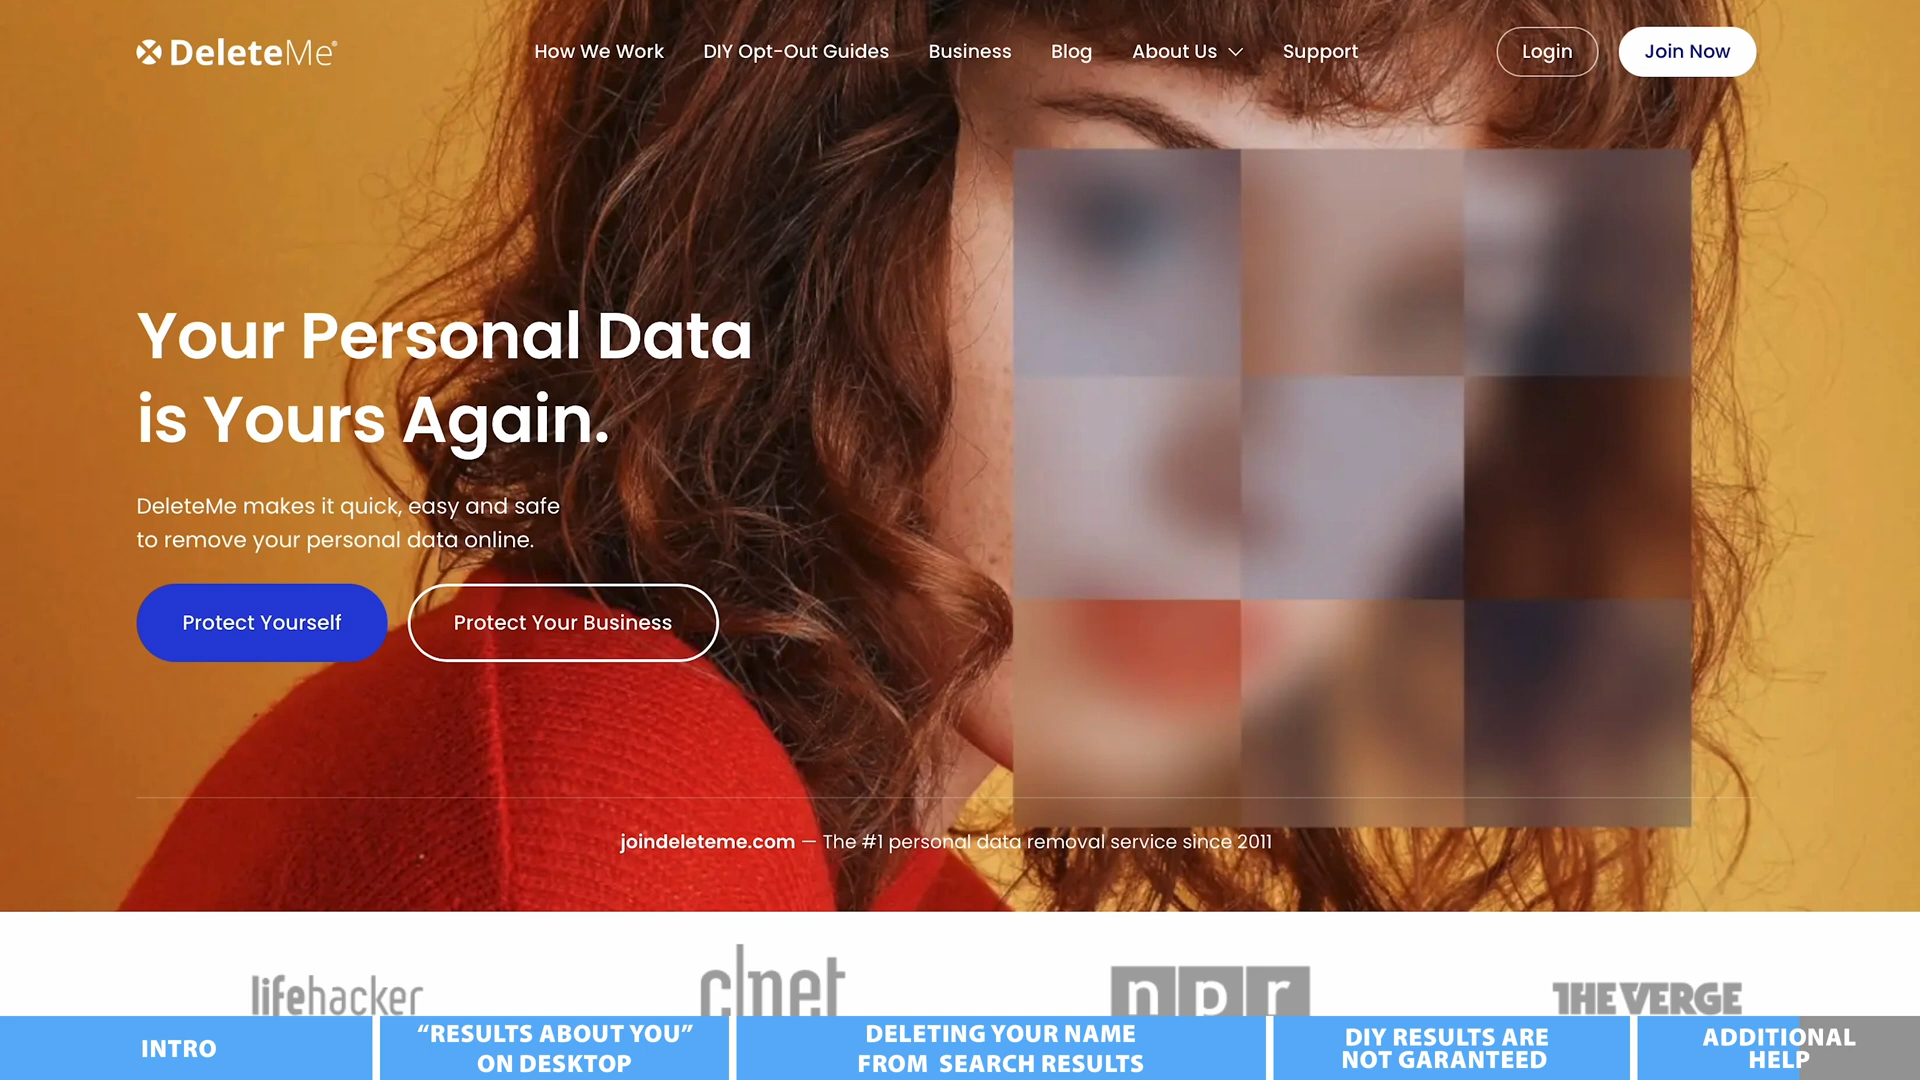 DeleteMe®
How We Work
DIY Opt-Out Guides
Business
Blog
About Us
Support
Login
Join Now
Your Personal Data
is Yours Again.
DeleteMe makes it quick, easy and safe
to remove your personal data online.
Protect Yourself
Protect Your Business
joindeleteme.com — The #1 personal data removal service since 2011
lifehacker
c|net
npr
THE VERGE
INTRO
“RESULTS ABOUT YOU”
ON DESKTOP
DELETING YOUR NAME
FROM SEARCH RESULTS
DIY RESULTS ARE
NOT GARANTEED
ADDITIONAL
HELP